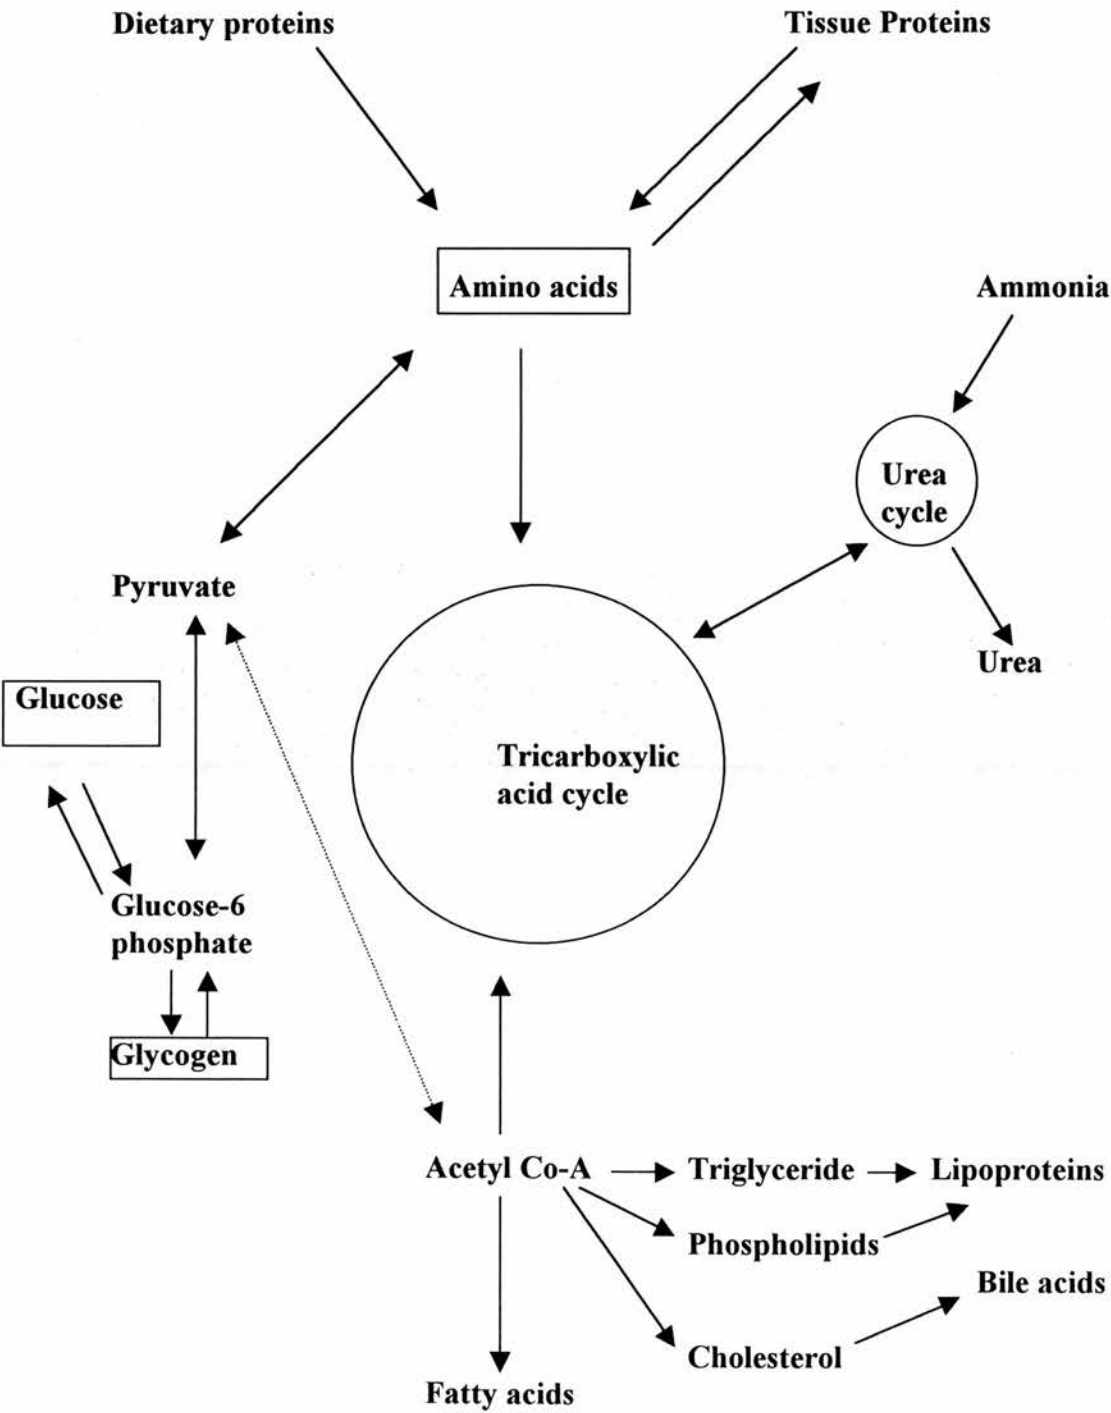 Dietary proteins
Tissue Proteins
Amino acids
Ammonia
Urea
cycle
Pyruvate
Urea
Glucose
Tricarboxylic
acid cycle
Glucose-6
phosphate
Glycogen
Acetyl Co-A
Triglyceride
Lipoproteins
Phospholipids
Bile acids
Cholesterol
Fatty acids